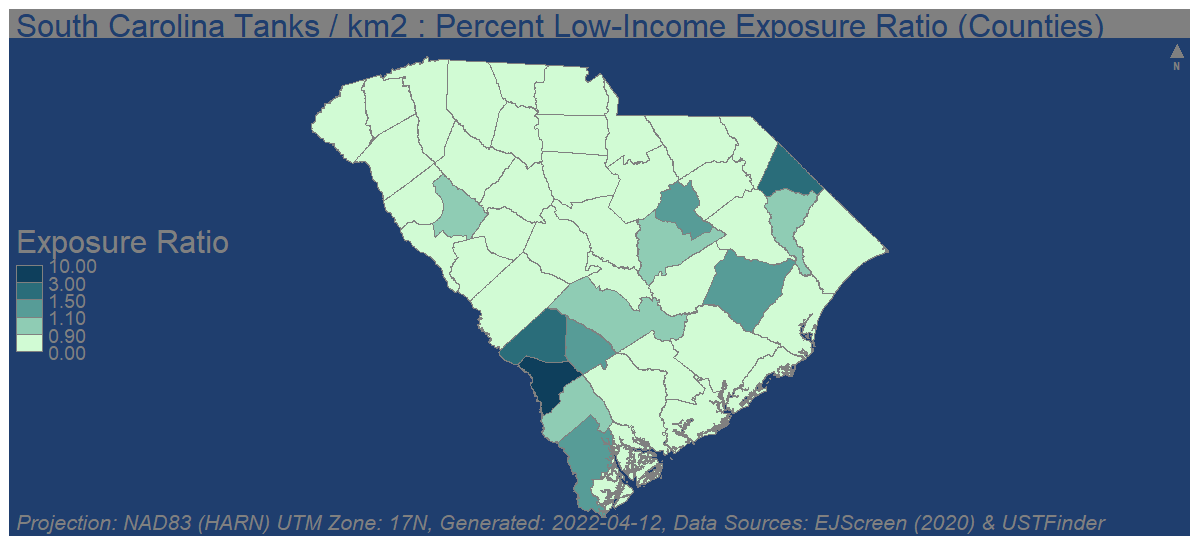 South Carolina Tanks / km2 : Percent Low-Income Exposure Ratio (Counties)
N
Exposure Ratio
10.00
3.00
1.50
1.10
0.90
0.00
Projection: NAD83 (HARN) UTM Zone: 17N, Generated: 2022-04-12, Data Sources: EJScreen (2020) & USTFinder